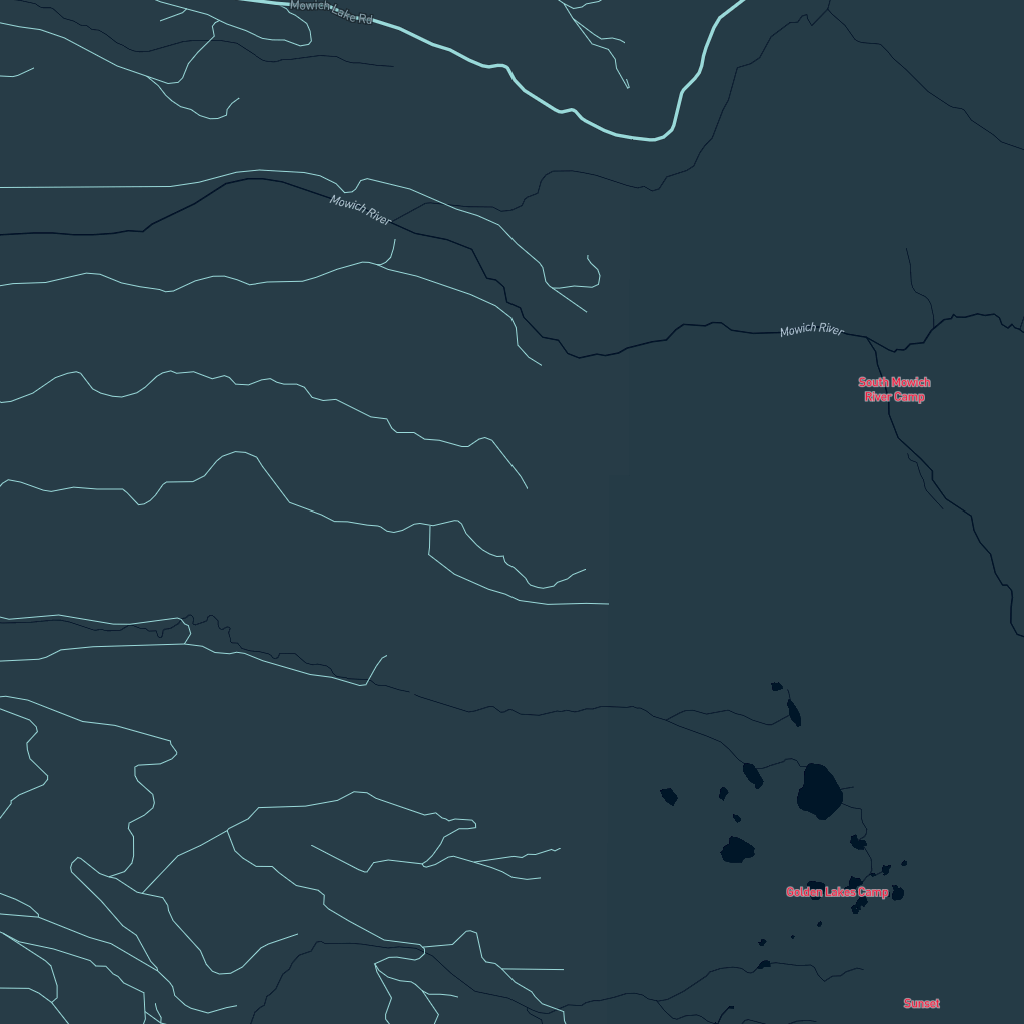 Mowich Lake Rd
Mowich River
Mowich River
South Mowich
River Camp
Golden Lakes Camp
Sunset